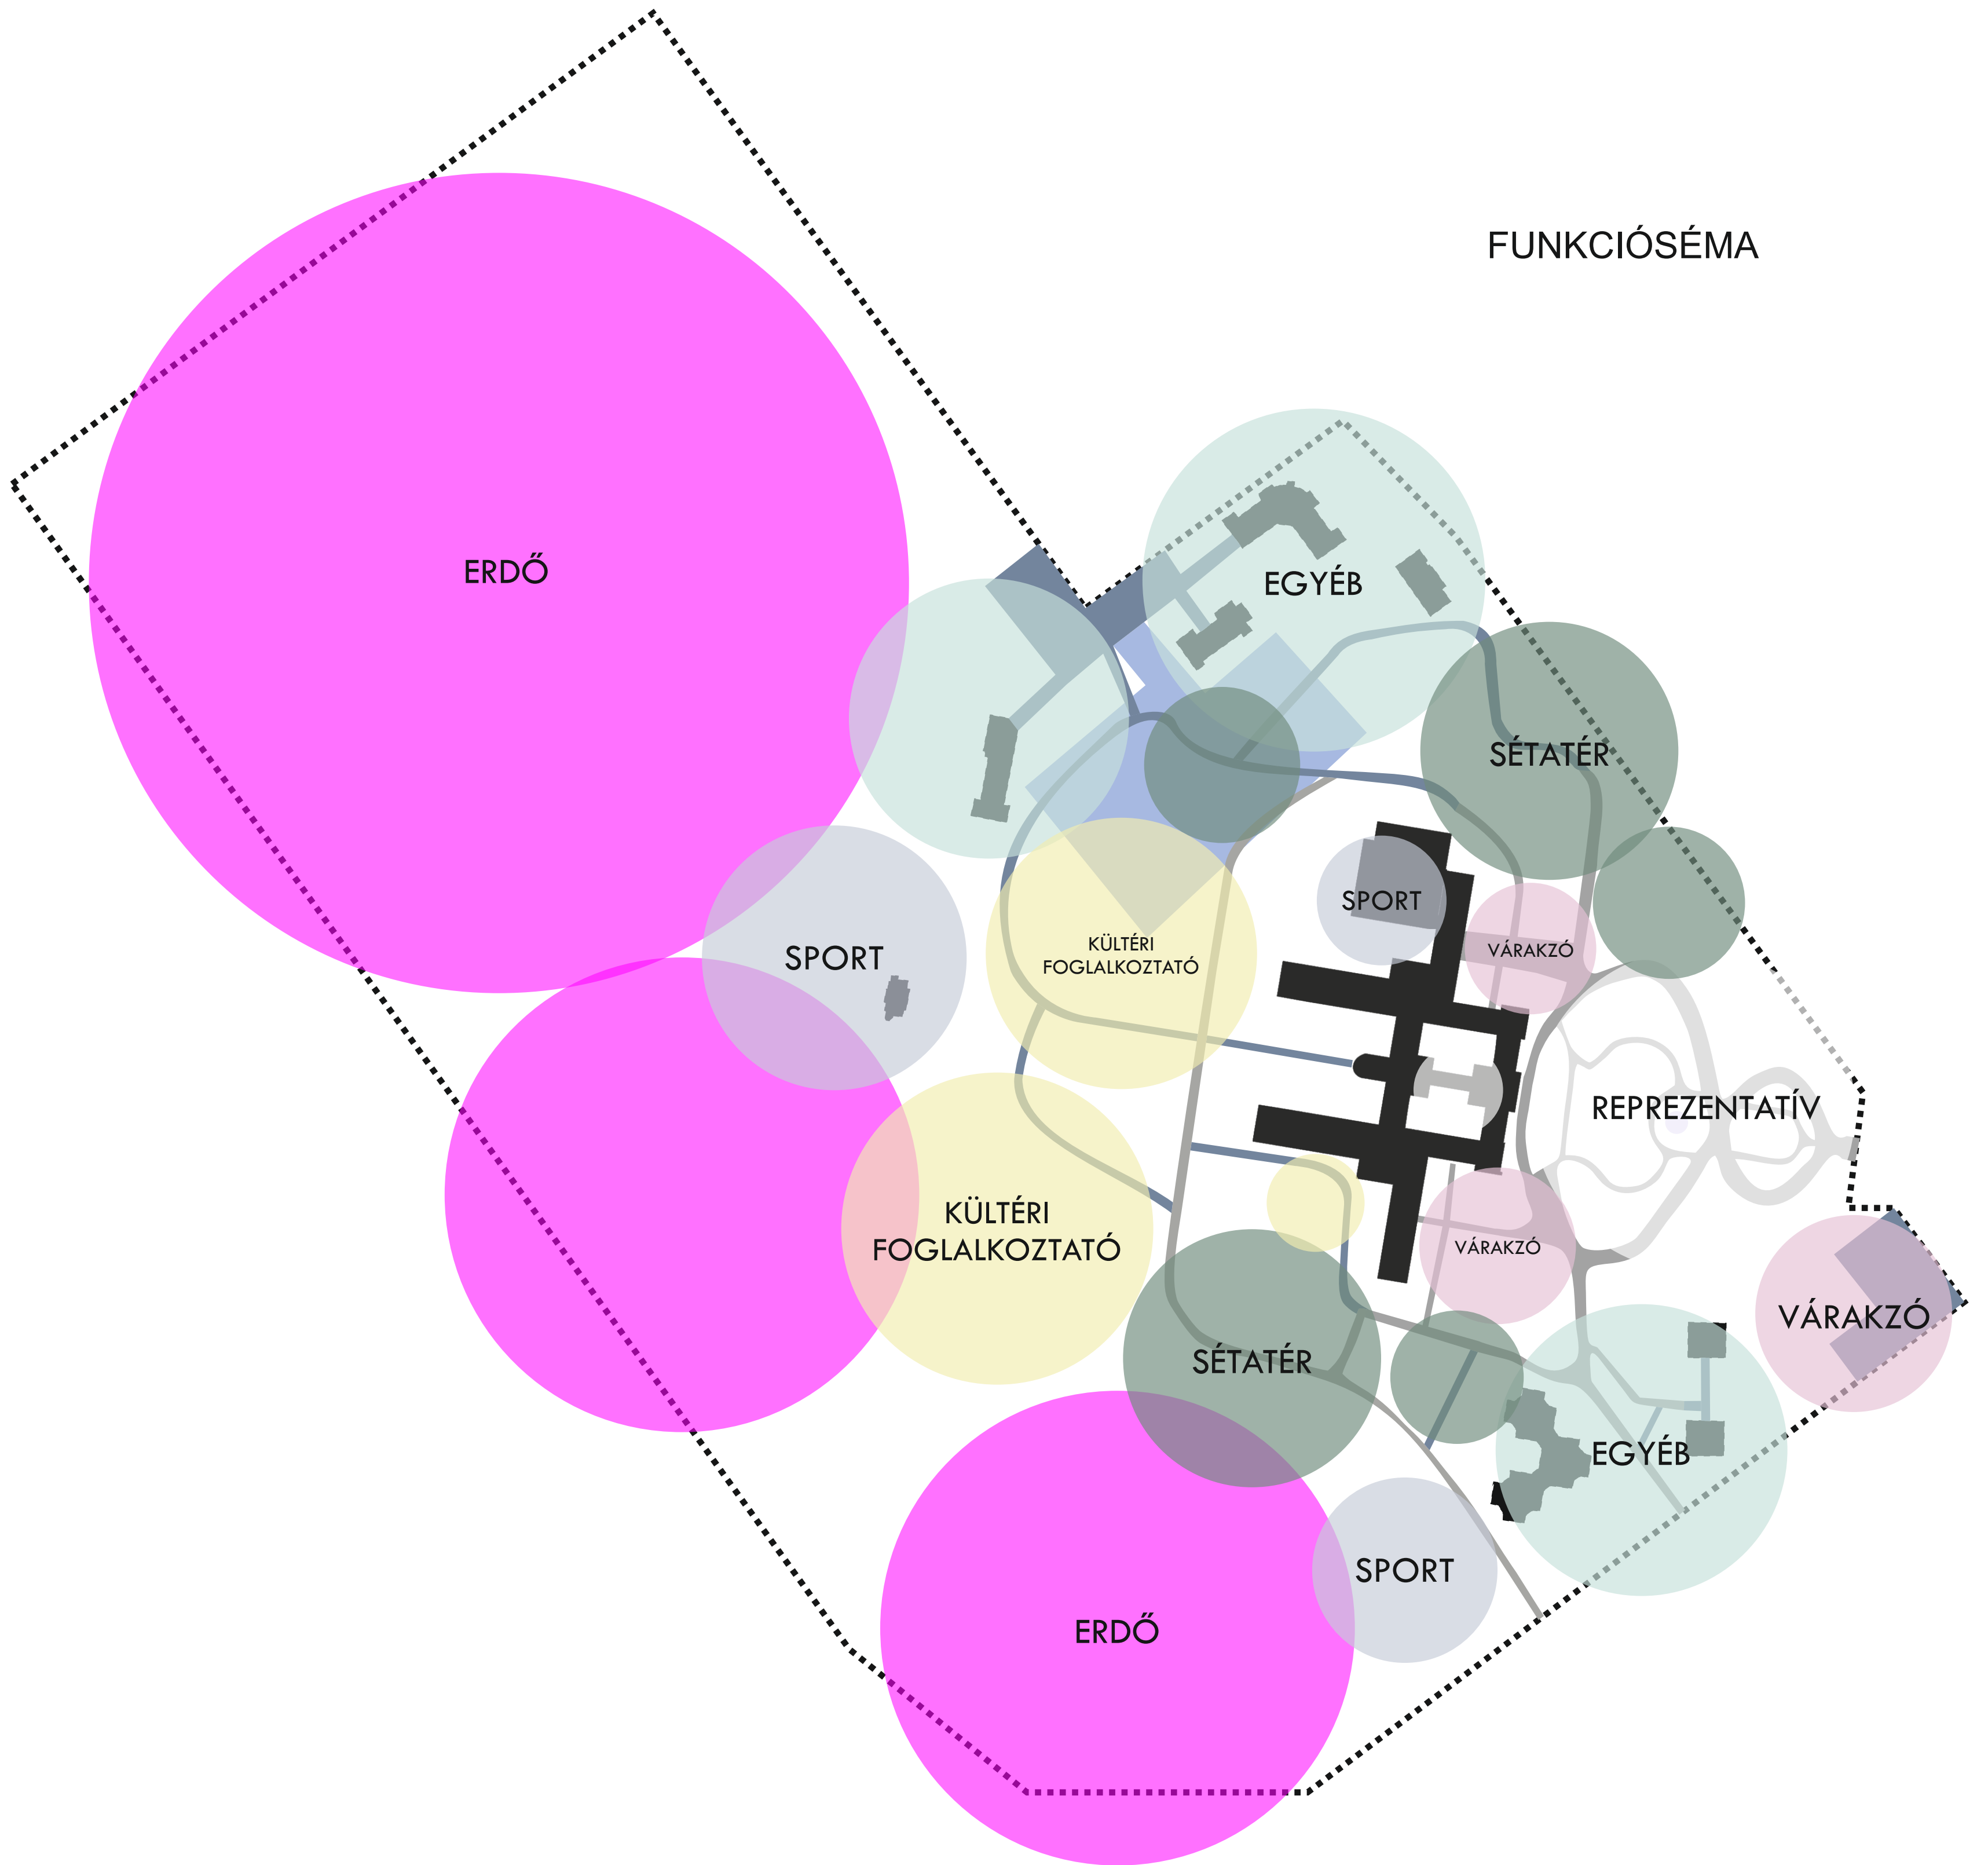 FUNKCIÓSÉMA
ERDŐ
EGYÉB
SÉTATÉR
SPORT
VÁRAKZÓ
SPORT
KÜLTÉRI
FOGLALKOZTATÓ
REPREZENTATÍV
KÜLTÉRI
FOGLALKOZTATÓ
VÁRAKZÓ
VÁRAKZÓ
SÉTATÉR
EGYÉB
SPORT
ERDŐ